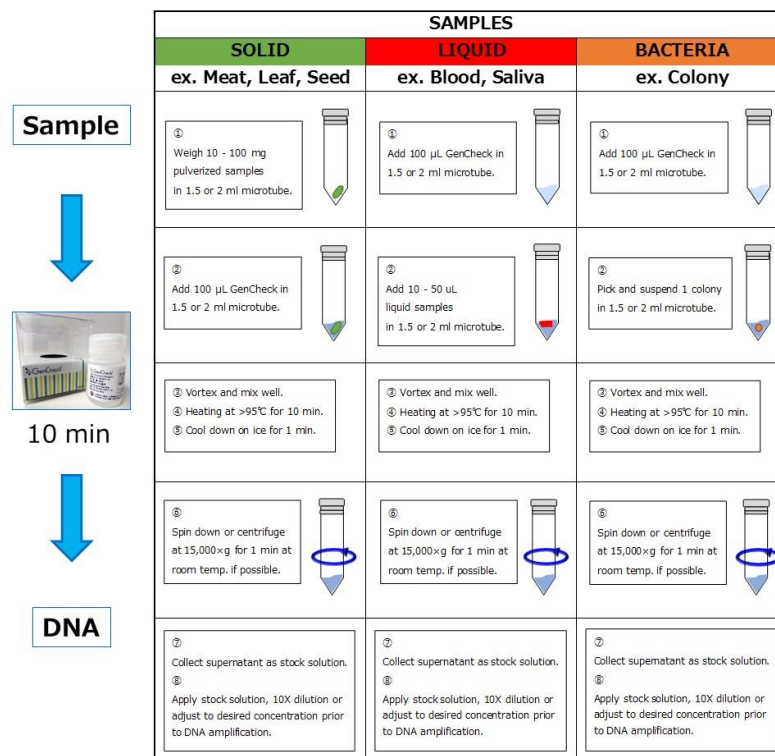 SAMPLES
SOLID
LIQUID
BACTERIA
ex. Meat, Leaf, Seed
ex. Blood, Saliva
ex. Colony
Sample
①
Weigh 10 - 100 mg
pulverized samples
in 1.5 or 2 ml microtube.
①
Add 100 µL GenCheck in
1.5 or 2 ml microtube.
①
Add 100 µL GenCheck in
1.5 or 2 ml microtube.
②
Add 100 µL GenCheck in
1.5 or 2 ml microtube.
②
Add 10 - 50 uL
liquid samples
in 1.5 or 2 ml microtube.
②
Pick and suspend 1 colony
in 1.5 or 2 ml microtube.
GenCheck
GenCheck
10 min
③ Vortex and mix well.
④ Heating at >95℃ for 10 min.
⑤ Cool down on ice for 1 min.
③ Vortex and mix well.
④ Heating at >95℃ for 10 min.
⑤ Cool down on ice for 1 min.
③ Vortex and mix well.
④ Heating at >95℃ for 10 min.
⑤ Cool down on ice for 1 min.
⑥
Spin down or centrifuge
at 15,000×g for 1 min at
room temp. if possible.
⑥
Spin down or centrifuge
at 15,000×g for 1 min at
room temp. if possible.
⑥
Spin down or centrifuge
at 15,000×g for 1 min at
room temp. if possible.
DNA
⑦
Collect supernatant as stock solution.
⑧
Apply stock solution, 10X dilution or
adjust to desired concentration prior
to DNA amplification.
⑦
Collect supernatant as stock solution.
⑧
Apply stock solution, 10X dilution or
adjust to desired concentration prior
to DNA amplification.
⑦
Collect supernatant as stock solution.
⑧
Apply stock solution, 10X dilution or
adjust to desired concentration prior
to DNA amplification.